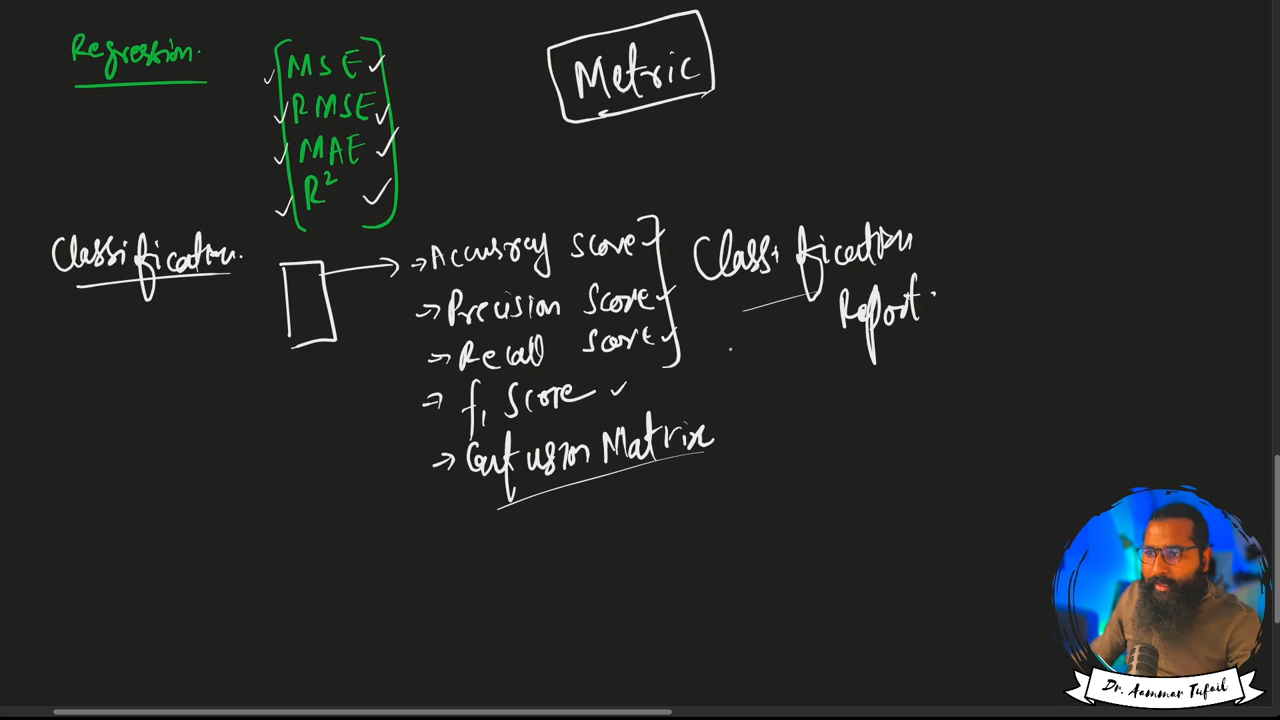 Regression.
MSE
RMSE
MAE
R²
Metric
Classification.
→ Accuracy Score
→ Precision Score
→ Recall Score
→ f1 Score
→ Confusion Matrix
Classification
Report.
Dr. Aammar Tufail